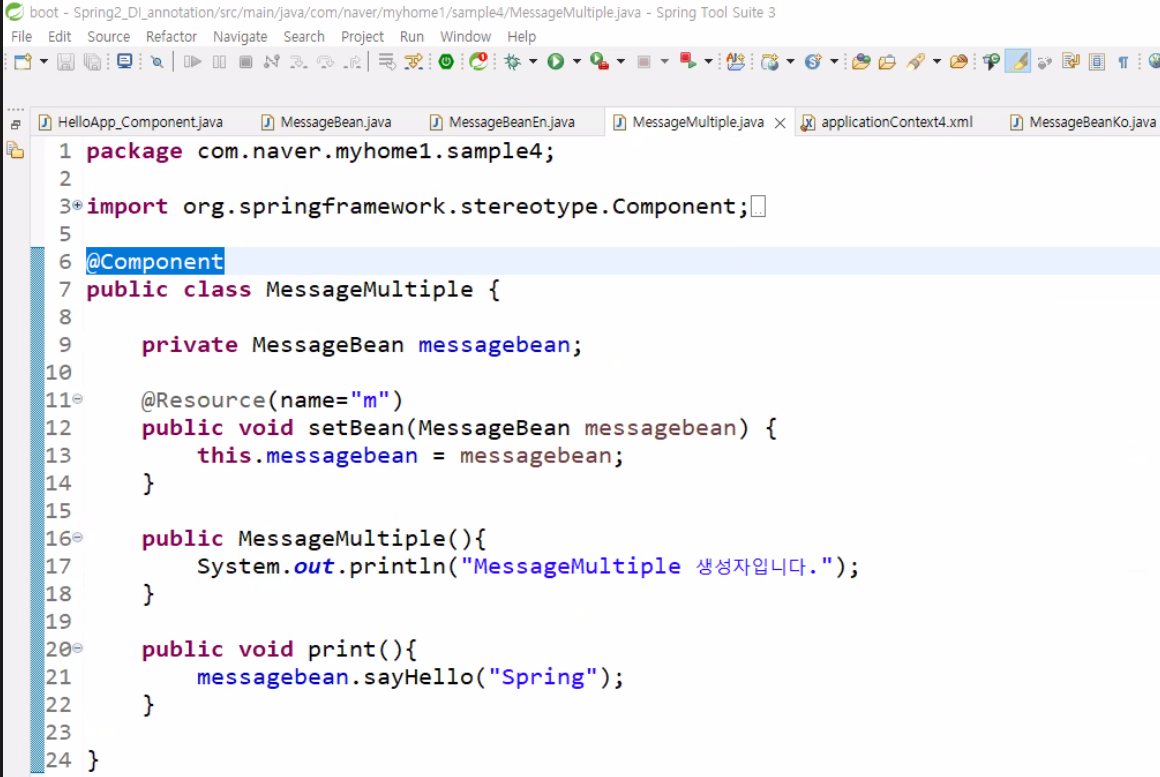 boot - Spring2_DI_annotation/src/main/java/com/naver/myhome1/sample4/MessageMultiple.java - Spring Tool Suite 3
File Edit Source Refactor Navigate Search Project Run Window Help
HelloApp_Component.java MessageBean.java MessageBeanEn.java MessageMultiple.java applicationContext4.xml MessageBeanKo.java
1 package com.naver.myhome1.sample4;
2
3 import org.springframework.stereotype.Component;
5
6 @Component
7 public class MessageMultiple {
8
9 private MessageBean messagebean;
10
11 @Resource(name="m")
12 public void setBean(MessageBean messagebean) {
13 this.messagebean = messagebean;
14 }
15
16 public MessageMultiple(){
17 System.out.println("MessageMultiple 생성자입니다.");
18 }
19
20 public void print(){
21 messagebean.sayHello("Spring");
22 }
23
24 }